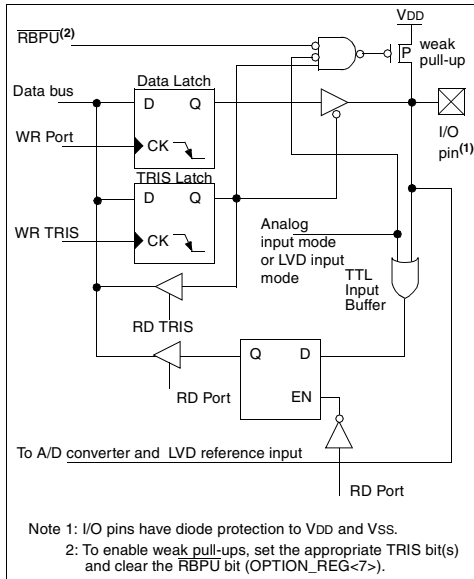 VDD
RBPU(2)
P
weak
pull-up
Data Latch
Data bus
D Q
I/O
pin(1)
WR Port
CK
TRIS Latch
D Q
WR TRIS
CK
Analog
input mode
or LVD input
mode
TTL
Input
Buffer
RD TRIS
Q D
RD Port
EN
To A/D converter and LVD reference input
RD Port
Note 1: I/O pins have diode protection to VDD and VSS.
2: To enable weak pull-ups, set the appropriate TRIS bit(s)
and clear the RBPU bit (OPTION_REG<7>).